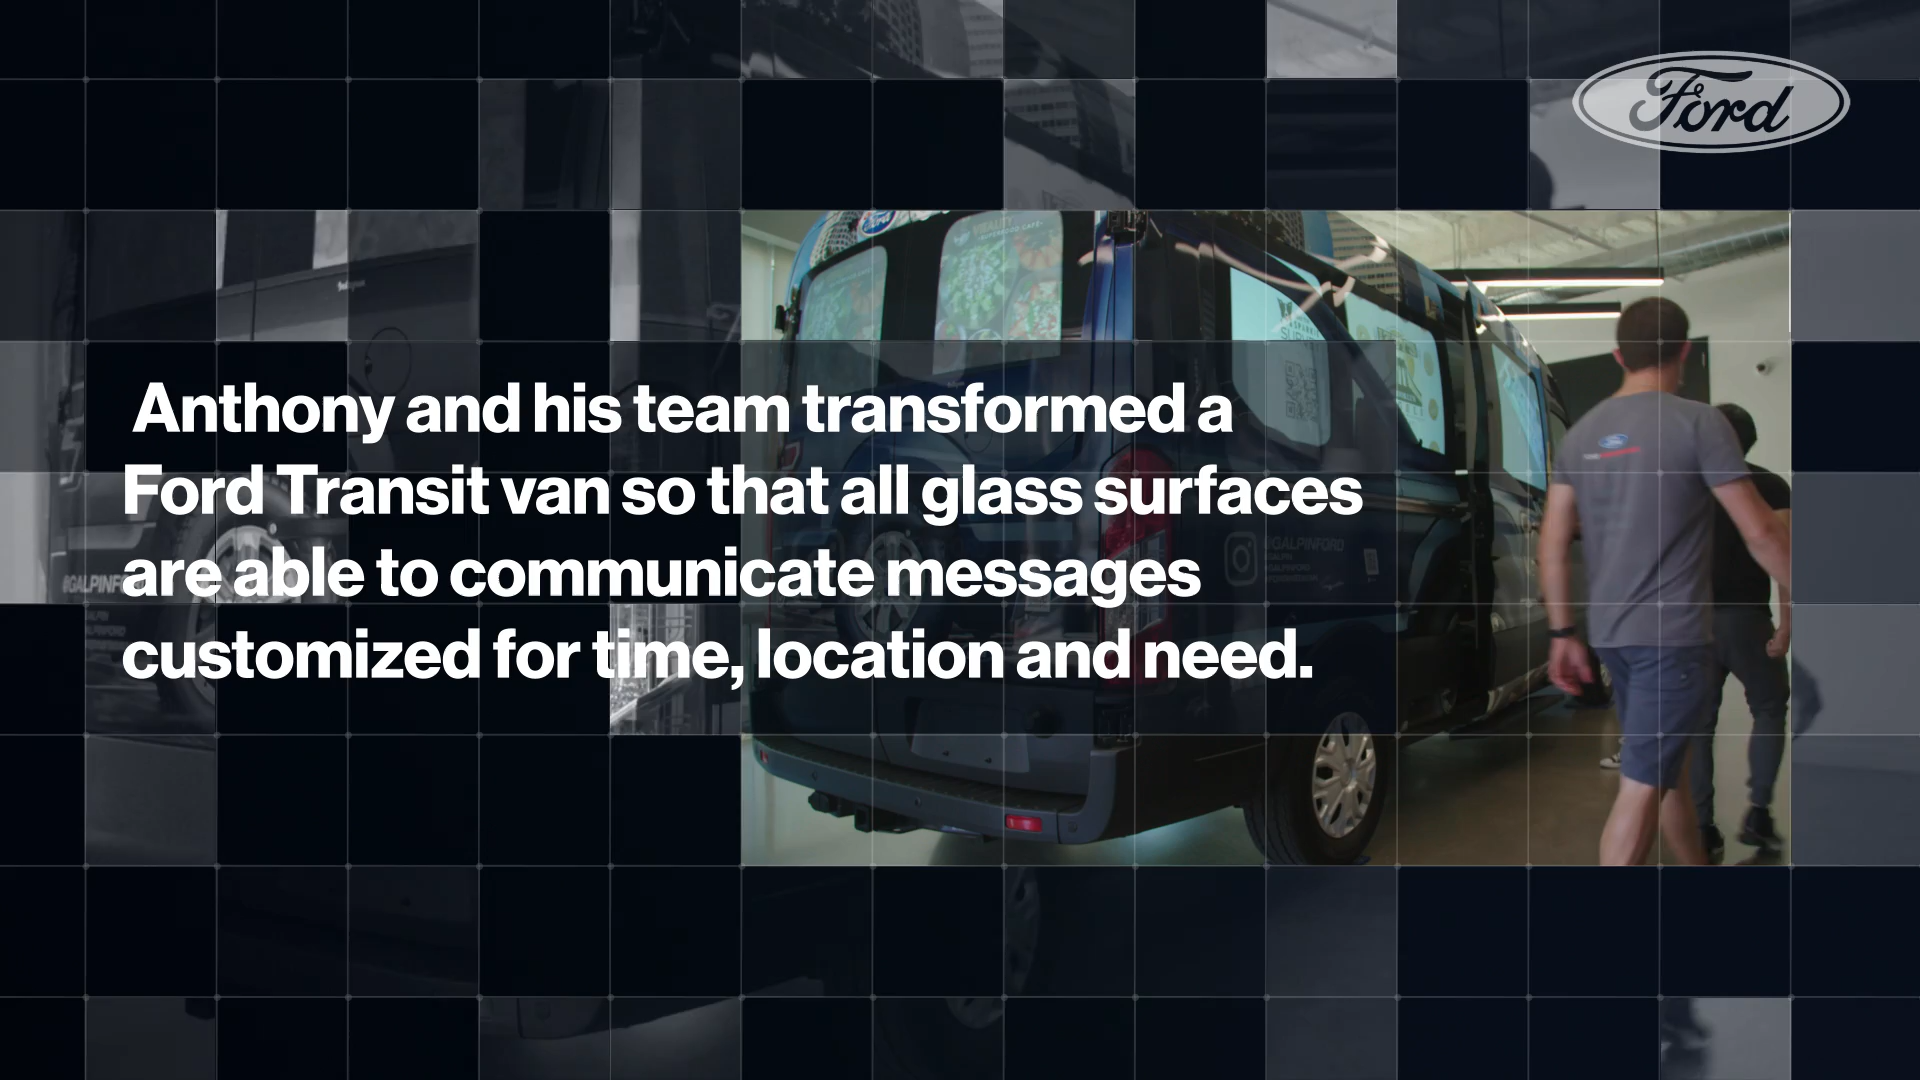 Ford
Anthony and his team transformed a
Ford Transit van so that all glass surfaces
are able to communicate messages
customized for time, location and need.
@GALPINFORD